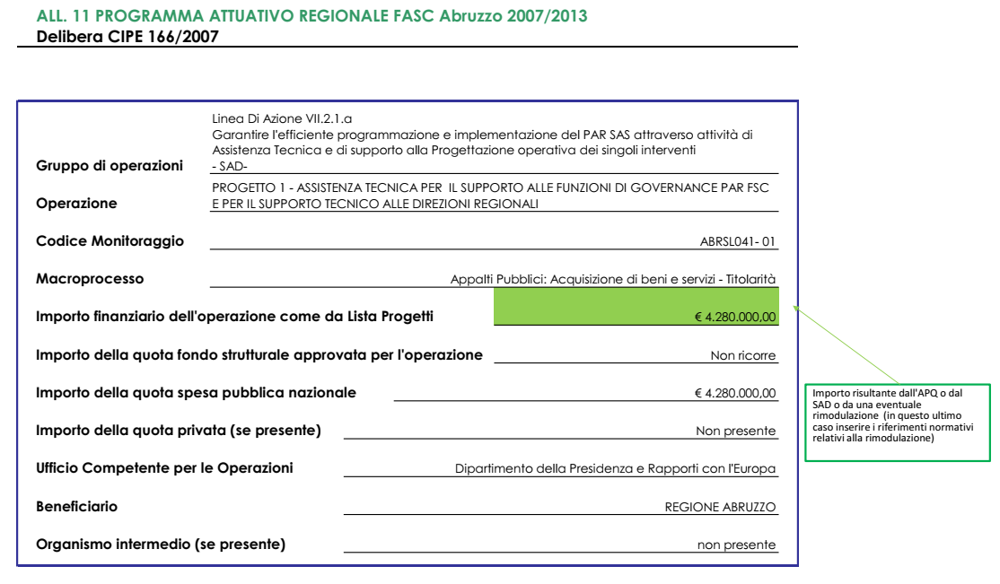 ALL. 11 PROGRAMMA ATTUATIVO REGIONALE FASC Abruzzo 2007/2013
Delibera CIPE 166/2007
Linea Di Azione VII.2.1.a
Garantire l'efficiente programmazione e implementazione del PAR SAS attraverso attività di
Assistenza Tecnica e di supporto alla Progettazione operativa dei singoli interventi
Gruppo di operazioni - SAD-
PROGETTO 1 - ASSISTENZA TECNICA PER IL SUPPORTO ALLE FUNZIONI DI GOVERNANCE PAR FSC
Operazione E PER IL SUPPORTO TECNICO ALLE DIREZIONI REGIONALI
Codice Monitoraggio ABRSL041- 01
Macroprocesso Appalti Pubblici: Acquisizione di beni e servizi - Titolarità
Importo finanziario dell'operazione come da Lista Progetti € 4.280.000,00
Importo della quota fondo strutturale approvata per l'operazione Non ricorre
Importo della quota spesa pubblica nazionale € 4.280.000,00
Importo della quota privata (se presente) Non presente
Ufficio Competente per le Operazioni Dipartimento della Presidenza e Rapporti con l'Europa
Beneficiario REGIONE ABRUZZO
Organismo intermedio (se presente) non presente
Importo risultante dall'APQ o dal
SAD o da una eventuale
rimodulazione (in questo ultimo
caso inserire i riferimenti normativi
relativi alla rimodulazione)